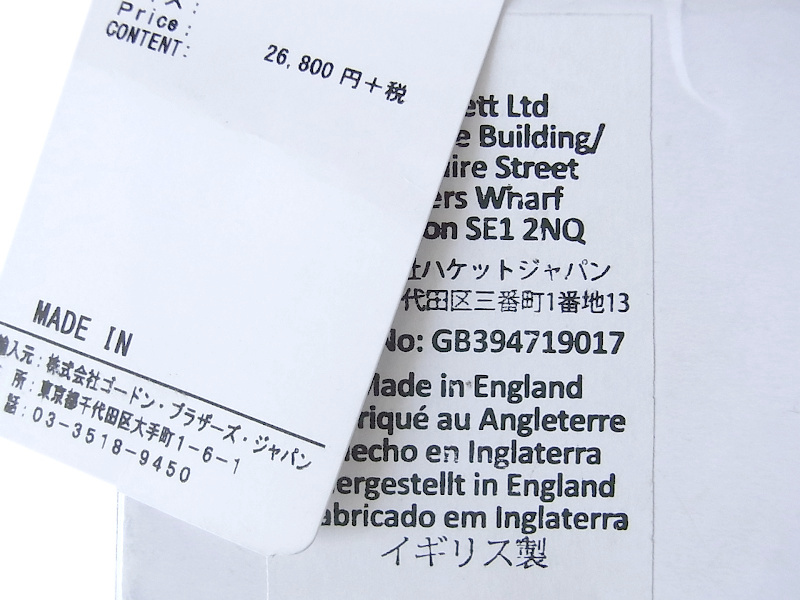 Price:
CONTENT:
26,800 円+税
MADE IN
輸入元:株式会社ゴードン・ブラザーズ・ジャパン
所:東京都千代田区大手町1-6-1
話:03-3518-9450
ett Ltd
e Building/
ire Street
ers Wharf
on SE1 2NQ
社ハケットジャパン
代田区三番町1番地13
No: GB394719017
Made in England
riqué au Angleterre
echo en Inglaterra
ergestellt in England
abricado em Inglaterra
イギリス製